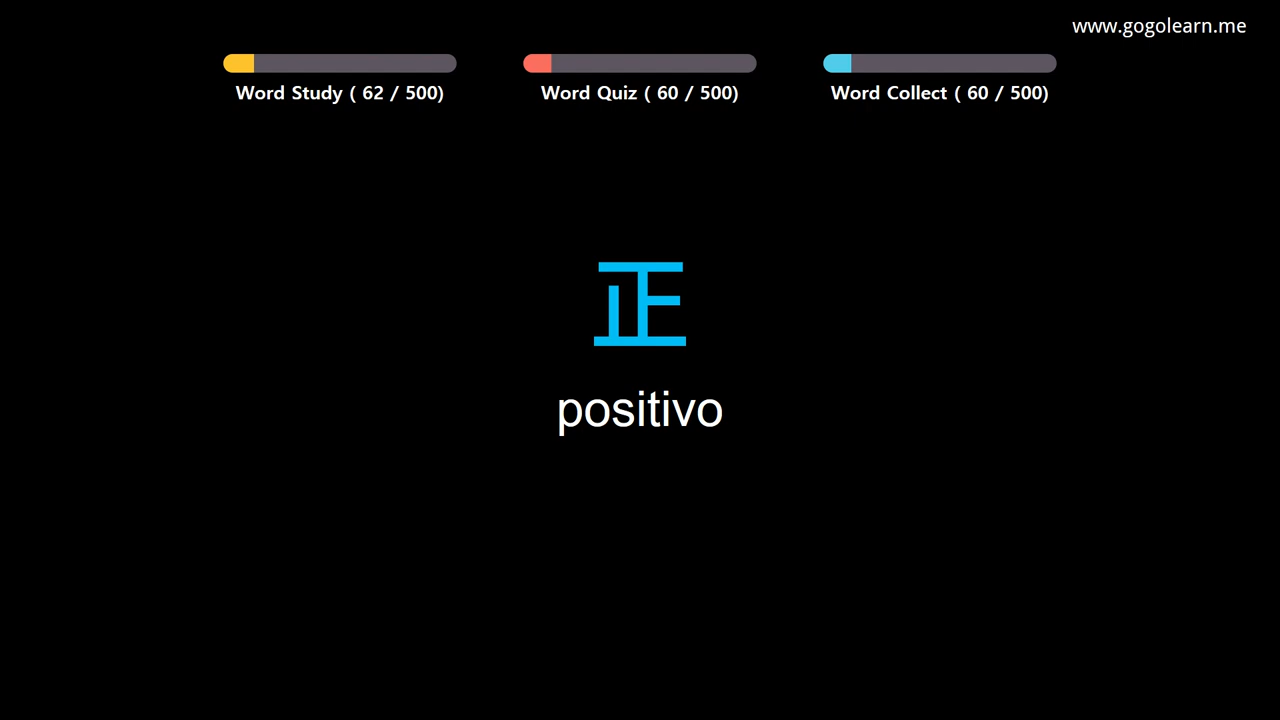 www.gogolearn.me
Word Study ( 62 / 500)
Word Quiz ( 60 / 500)
Word Collect ( 60 / 500)
正
positivo